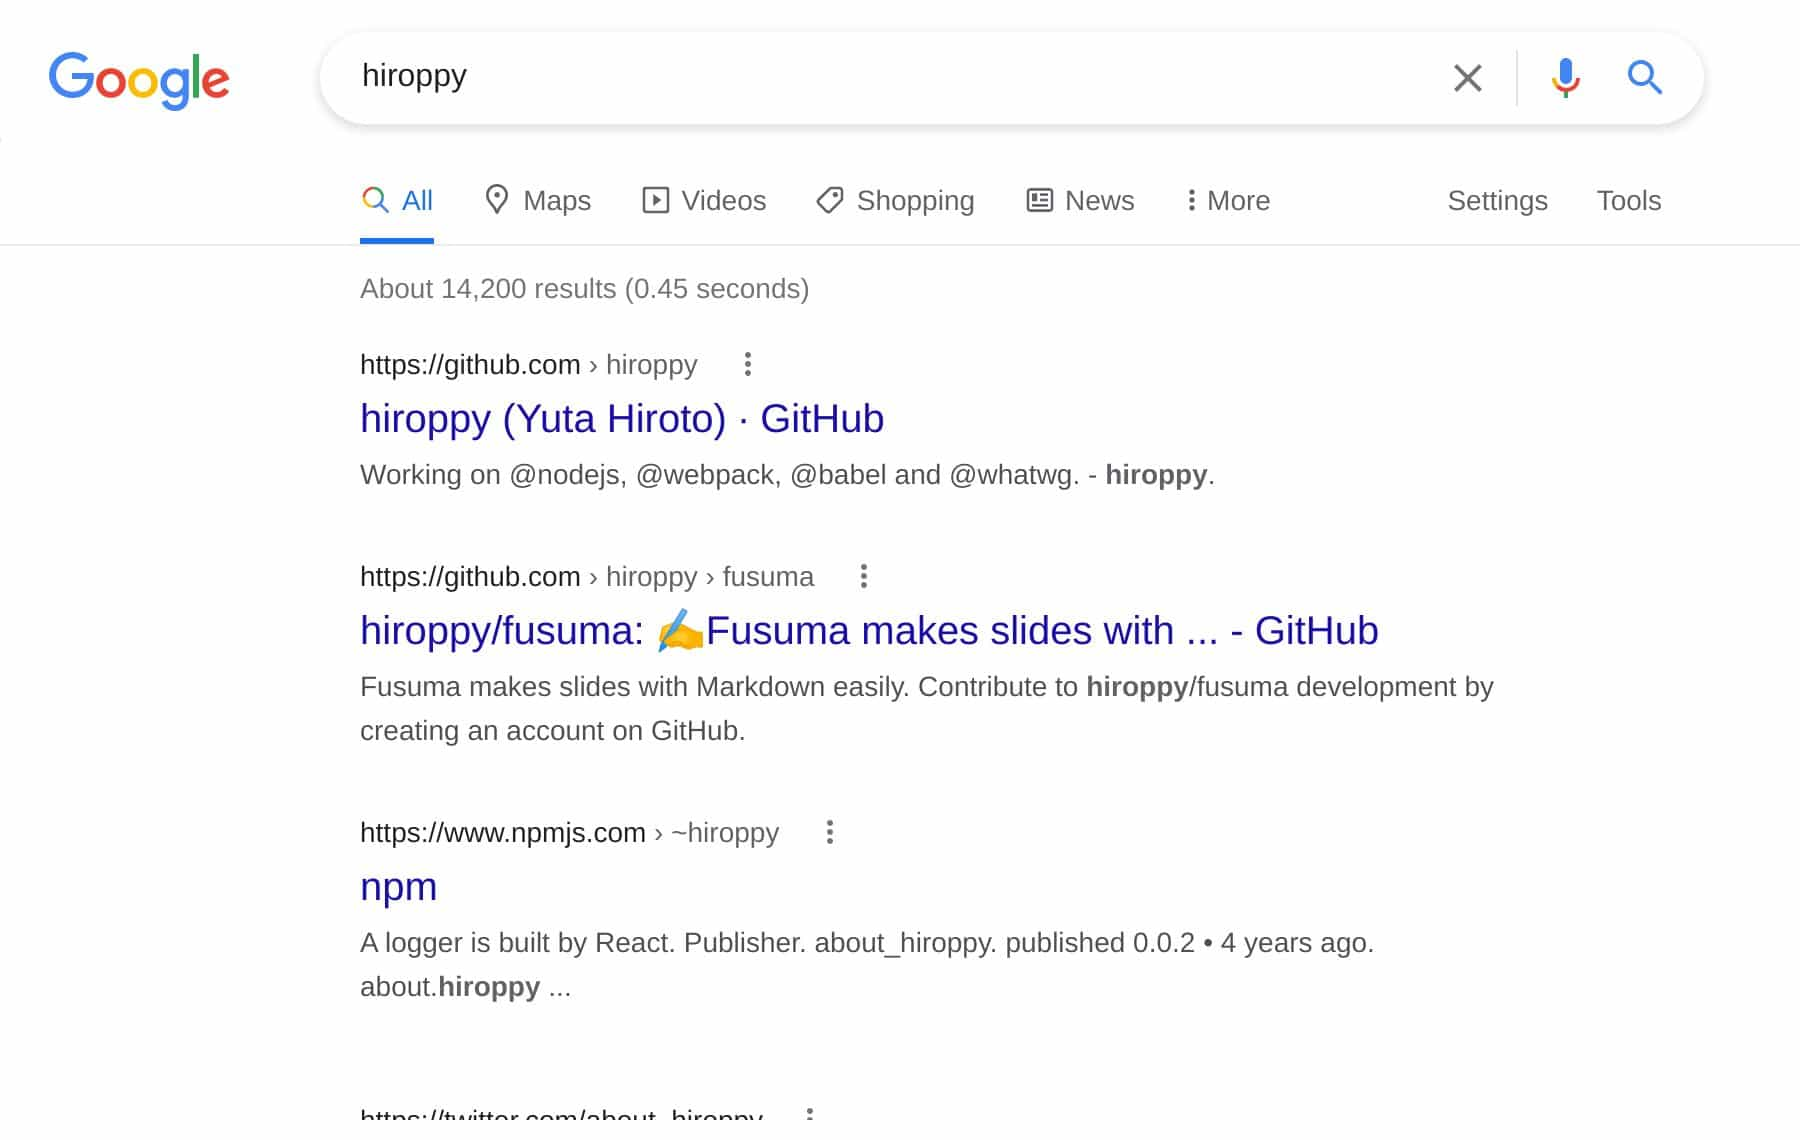 Google
hiroppy
All Maps Videos Shopping News More Settings Tools
About 14,200 results (0.45 seconds)
https://github.com › hiroppy
hiroppy (Yuta Hiroto) · GitHub
Working on @nodejs, @webpack, @babel and @whatwg. - hiroppy.
https://github.com › hiroppy › fusuma
hiroppy/fusuma: ✍Fusuma makes slides with ... - GitHub
Fusuma makes slides with Markdown easily. Contribute to hiroppy/fusuma development by
creating an account on GitHub.
https://www.npmjs.com › ~hiroppy
npm
A logger is built by React. Publisher. about_hiroppy. published 0.0.2 • 4 years ago.
about.hiroppy ...
https://twitter.com/about_hiroppy